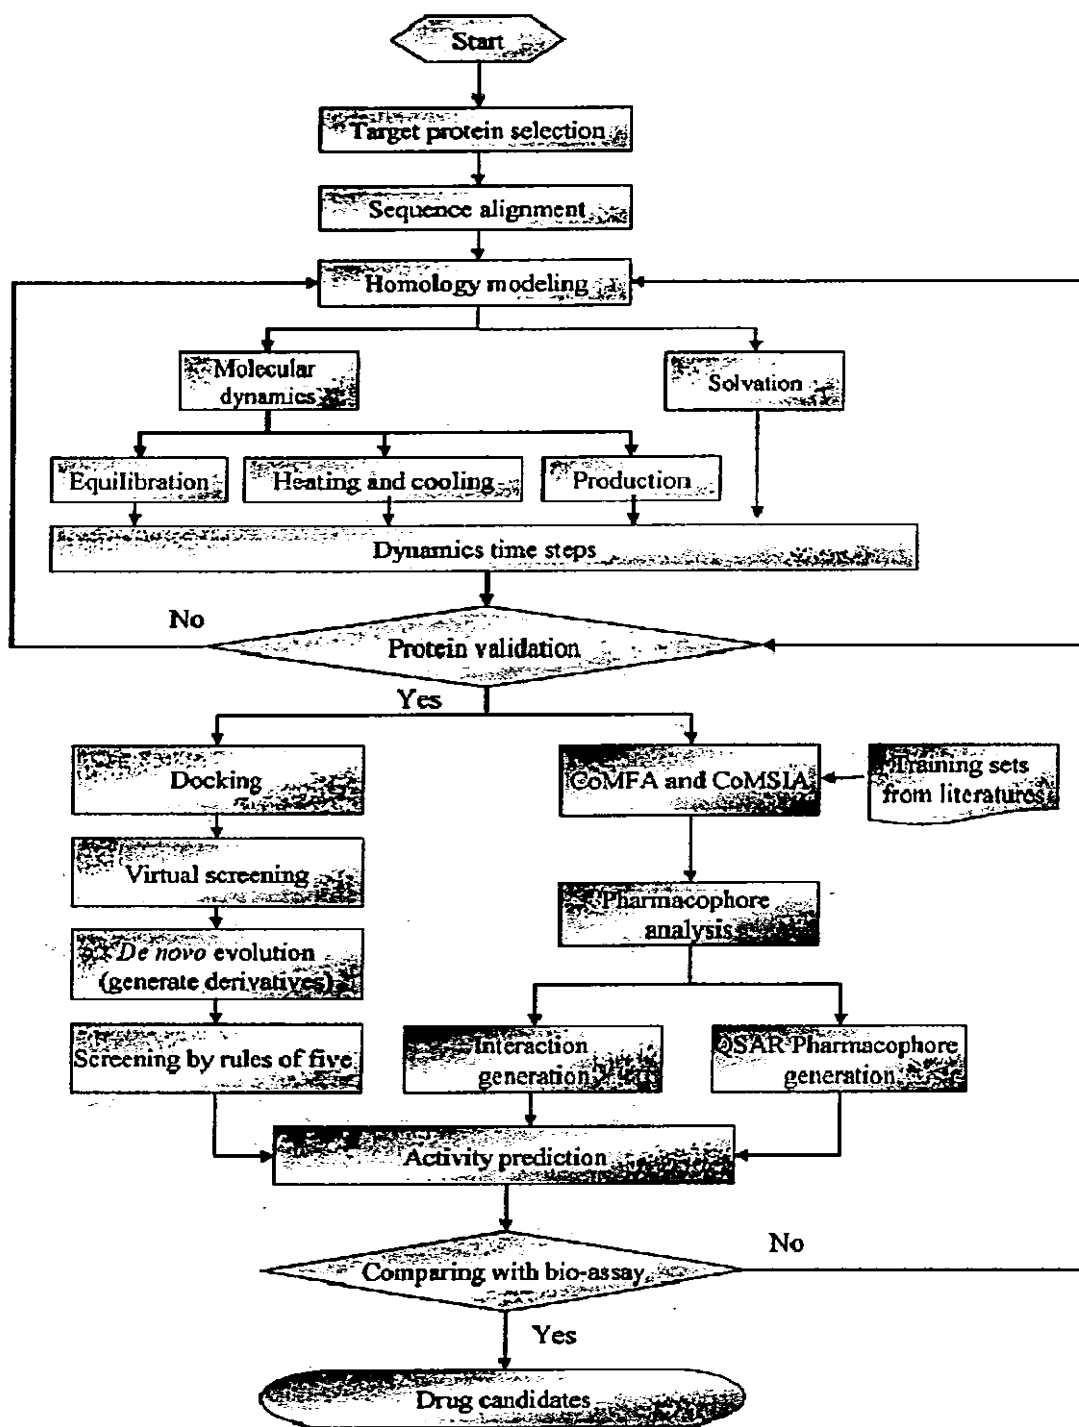 Start
Target protein selection
Sequence alignment
Homology modeling
Molecular
dynamics
Solvation
Equilibration
Heating and cooling
Production
Dynamics time steps
No
Protein validation
Yes
Docking
CoMFA and CoMSIA
Training sets
from literatures
Virtual screening
Pharmacophore
analysis
De novo evolution
(generate derivatives)
Screening by rules of five
Interaction
generation
QSAR Pharmacophore
generation
Activity prediction
No
Comparing with bio-assay
Yes
Drug candidates